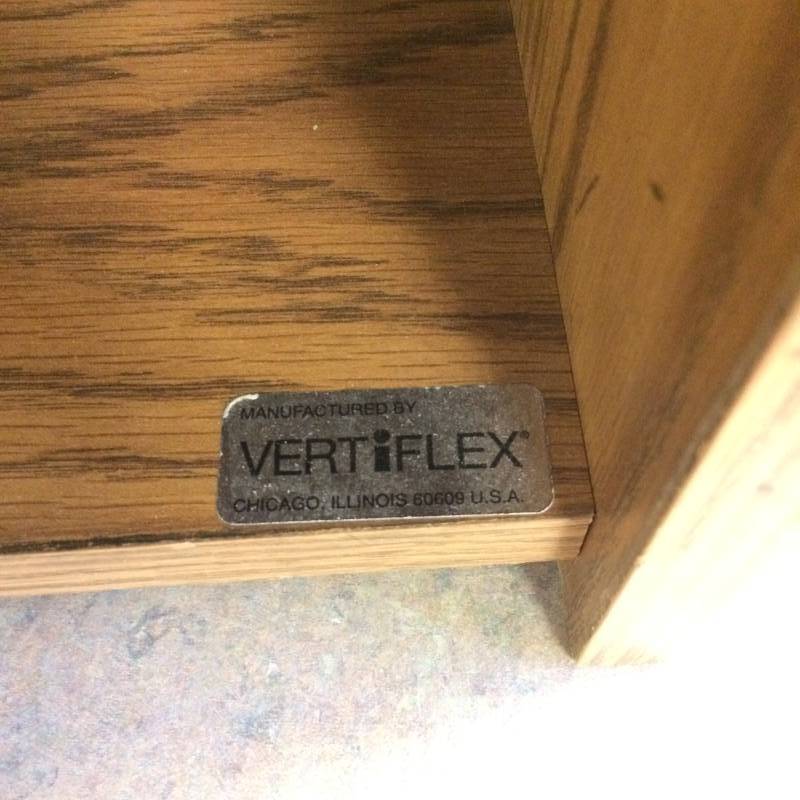 MANUFACTURED BY
VERTiFLEX®
CHICAGO, ILLINOIS 60609 U.S.A.